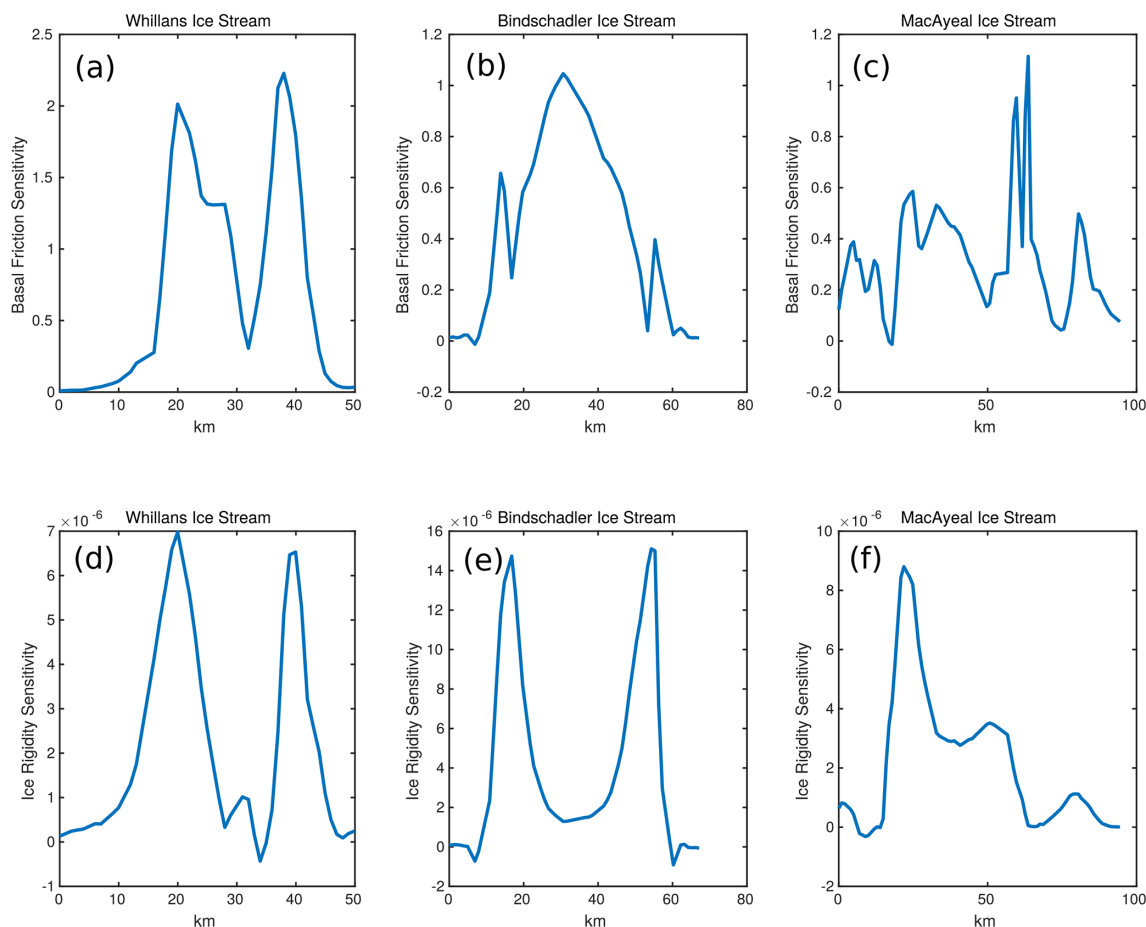 Whillans Ice Stream
(a)
Basal Friction Sensitivity
2.5
2
1.5
1
0.5
0
0 10 20 30 40 50
km
Bindschadler Ice Stream
(b)
Basal Friction Sensitivity
1.2
1
0.8
0.6
0.4
0.2
0
-0.2
0 20 40 60 80
km
MacAyeal Ice Stream
(c)
Basal Friction Sensitivity
1.2
1
0.8
0.6
0.4
0.2
0
-0.2
0 50 100
km
Whillans Ice Stream
×10 -6
(d)
Ice Rigidity Sensitivity
7
6
5
4
3
2
1
0
-1
0 10 20 30 40 50
km
Bindschadler Ice Stream
×10 -6
(e)
Ice Rigidity Sensitivity
16
14
12
10
8
6
4
2
0
-2
0 20 40 60 80
km
MacAyeal Ice Stream
×10 -6
(f)
Ice Rigidity Sensitivity
10
8
6
4
2
0
-2
0 50 100
km